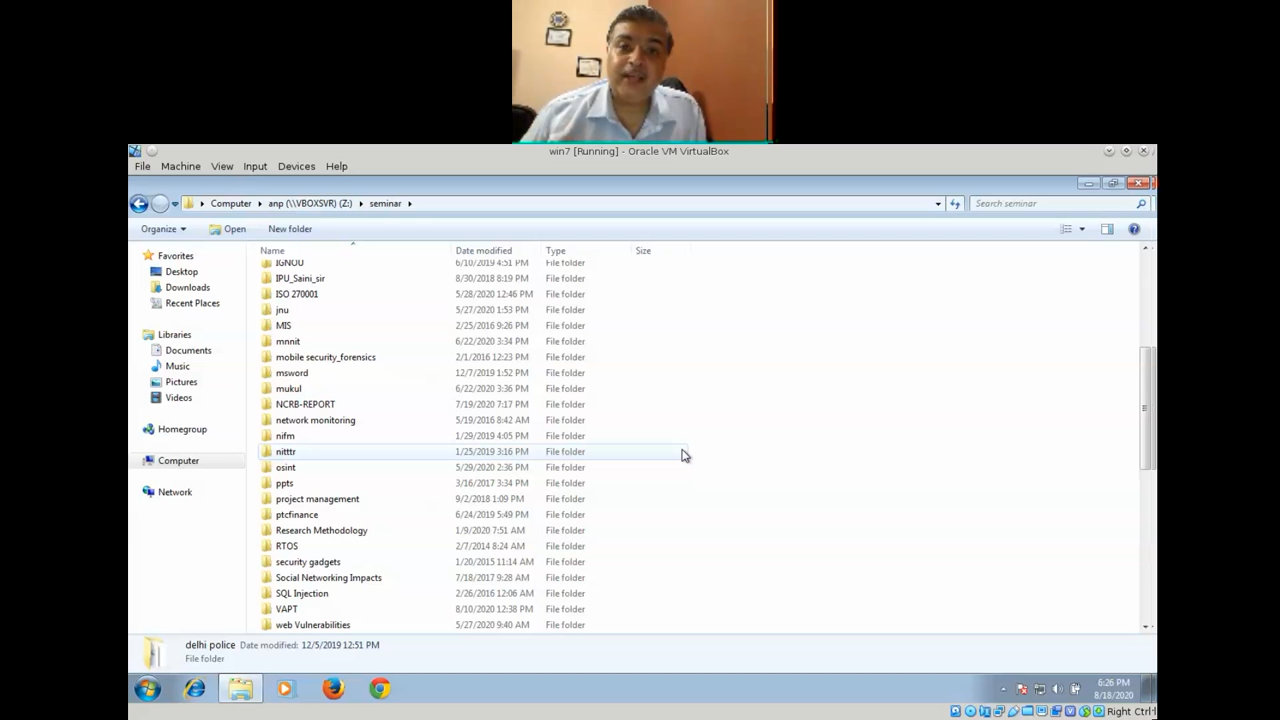 win7 [Running] - Oracle VM VirtualBox
File Machine View Input Devices Help
Computer anp (\\VBOXSVR) (Z:) seminar
Search seminar
Organize Open New folder
Name Date modified Type Size
Favorites
Desktop
Downloads
Recent Places
Libraries
Documents
Music
Pictures
Videos
Homegroup
Computer
Network
IGNOU 6/10/2019 4:51 PM File folder
IPU_Saini_sir 8/30/2018 8:19 PM File folder
ISO 270001 5/28/2020 12:46 PM File folder
jnu 5/27/2020 1:53 PM File folder
MIS 2/25/2016 9:26 PM File folder
mnnit 6/22/2020 3:34 PM File folder
mobile security_forensics 2/1/2016 12:23 PM File folder
msword 12/7/2019 1:52 PM File folder
mukul 6/22/2020 3:36 PM File folder
NCRB-REPORT 7/19/2020 7:17 PM File folder
network monitoring 5/19/2016 8:42 AM File folder
nifm 1/29/2019 4:05 PM File folder
nitttr 1/25/2019 3:16 PM File folder
osint 5/29/2020 2:36 PM File folder
ppts 3/16/2017 3:34 PM File folder
project management 9/2/2018 1:09 PM File folder
ptcfinance 6/24/2019 5:49 PM File folder
Research Methodology 1/9/2020 7:51 AM File folder
RTOS 2/7/2014 8:24 AM File folder
security gadgets 1/20/2015 11:14 AM File folder
Social Networking Impacts 7/18/2017 9:28 AM File folder
SQL Injection 2/26/2016 12:06 AM File folder
VAPT 8/10/2020 12:38 PM File folder
web Vulnerabilities 5/27/2020 9:40 AM File folder
delhi police Date modified: 12/5/2019 12:51 PM
File folder
6:26 PM
8/18/2020
Right Ctrl